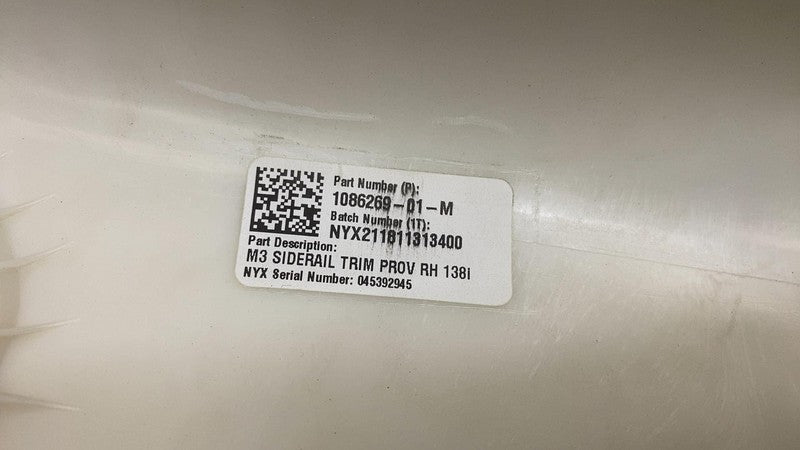 Part Number (P):
1086269-01-M
Batch Number (1T):
NYX211811313400
Part Description:
M3 SIDERAIL TRIM PROV RH 138i
NYX Serial Number: 045392945